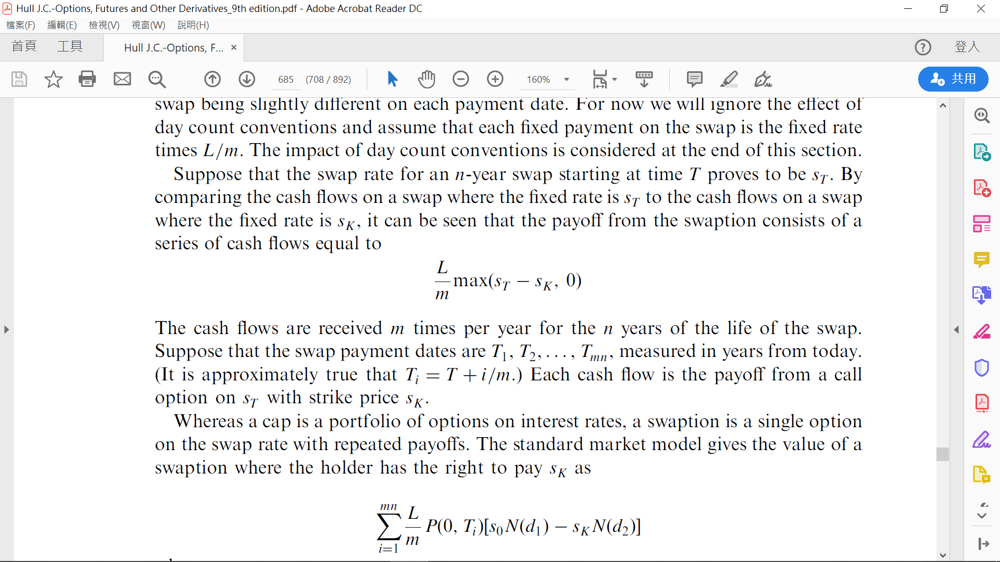 Hull J.C.-Options, Futures and Other Derivatives_9th edition.pdf - Adobe Acrobat Reader DC
檔案(F) 編輯(E) 檢視(V) 視窗(W) 說明(H)
首頁 工具 Hull J.C.-Options, F... × ? 登入
685 (708 / 892) 160% 共用
swap being slightly different on each payment date. For now we will ignore the effect of
day count conventions and assume that each fixed payment on the swap is the fixed rate
times L/m. The impact of day count conventions is considered at the end of this section.
Suppose that the swap rate for an n-year swap starting at time T proves to be s_T. By
comparing the cash flows on a swap where the fixed rate is s_T to the cash flows on a swap
where the fixed rate is s_K, it can be seen that the payoff from the swaption consists of a
series of cash flows equal to
L/m max(s_T − s_K, 0)
The cash flows are received m times per year for the n years of the life of the swap.
Suppose that the swap payment dates are T_1, T_2, . . . , T_mn, measured in years from today.
(It is approximately true that T_i = T + i/m.) Each cash flow is the payoff from a call
option on s_T with strike price s_K.
Whereas a cap is a portfolio of options on interest rates, a swaption is a single option
on the swap rate with repeated payoffs. The standard market model gives the value of a
swaption where the holder has the right to pay s_K as
∑_{i=1}^{mn} L/m P(0, T_i)[s_0 N(d_1) − s_K N(d_2)]